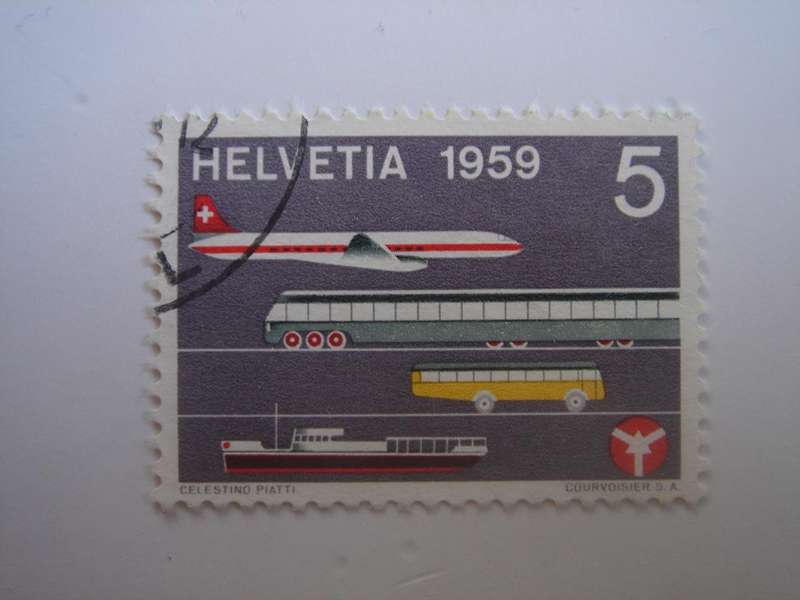 HELVETIA 1959 5
CELESTINO PIATTI
COURVOISIER S.A.